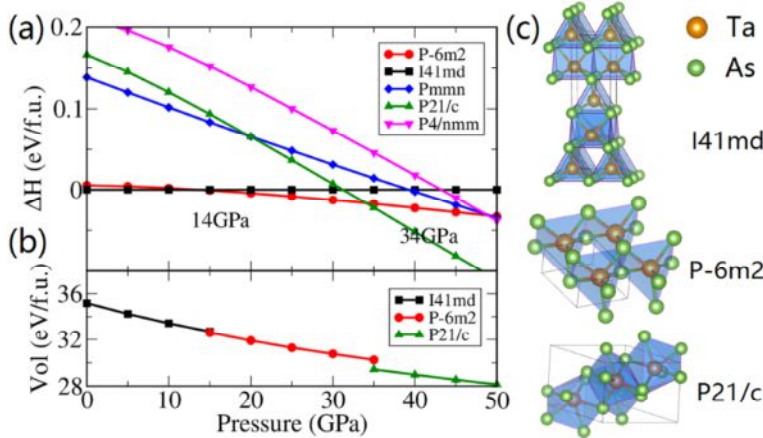 (a)
0.2
0.1
0
ΔH (eV/f.u.)
P-6m2
I41md
Pmmn
P21/c
P4/nmm
14GPa
34GPa
(b)
36
32
28
Vol (eV/f.u.)
I41md
P-6m2
P21/c
0 10 20 30 40 50
Pressure (GPa)
(c)
Ta
As
I41md
P-6m2
P21/c